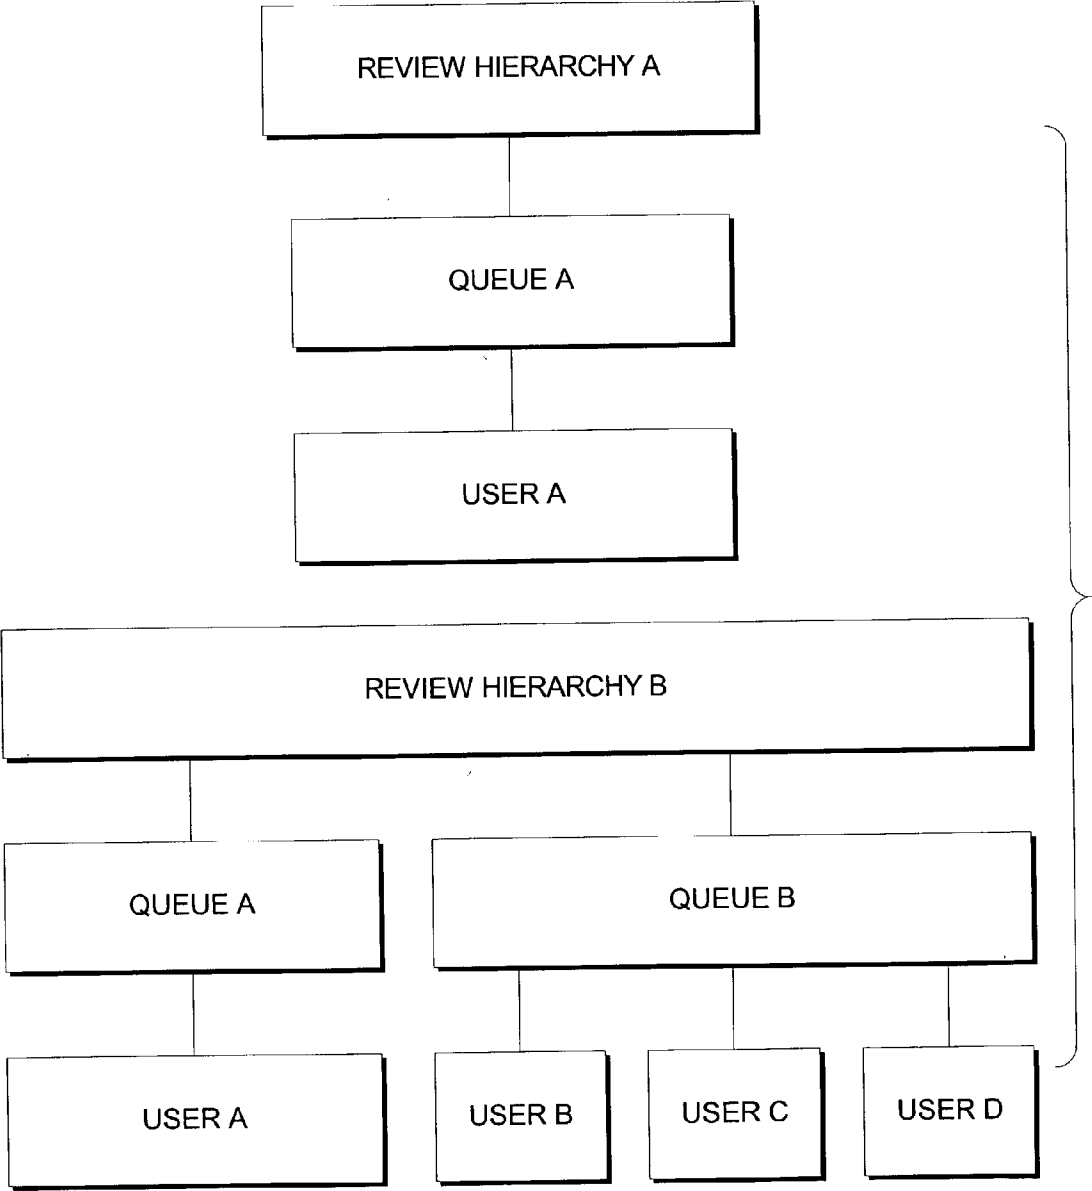 REVIEW HIERARCHY A
QUEUE A
USER A
REVIEW HIERARCHY B
QUEUE A
QUEUE B
USER A
USER B
USER C
USER D